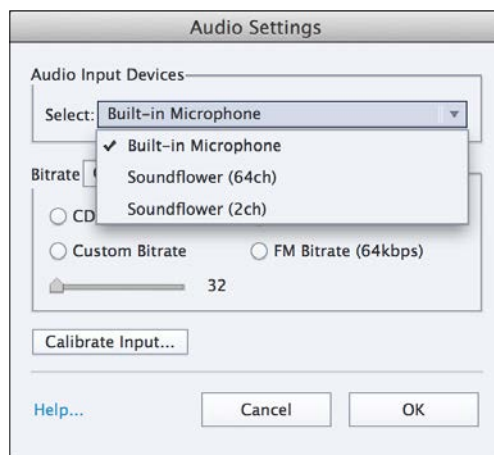 Audio Settings
Audio Input Devices
Select: Built-in Microphone
Built-in Microphone
Soundflower (64ch)
Soundflower (2ch)
Bitrate
CD
Custom Bitrate FM Bitrate (64kbps)
32
Calibrate Input...
Help... Cancel OK